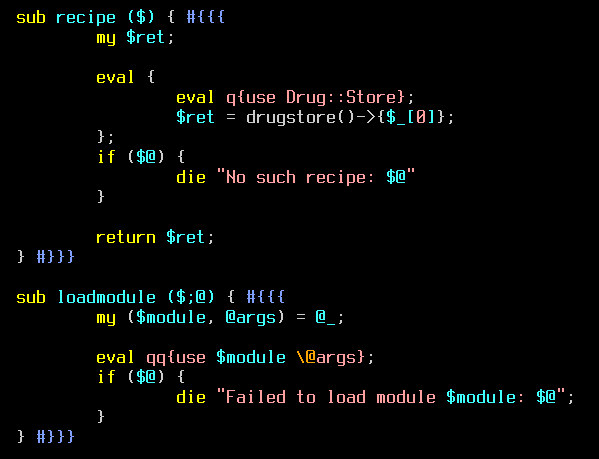 sub recipe ($) { #{{{
        my $ret;

        eval {
                eval q{use Drug::Store};
                $ret = drugstore()->{$_[0]};
        };
        if ($@) {
                die "No such recipe: $@"
        }

        return $ret;
} #}}}

sub loadmodule ($;@) { #{{{
        my ($module, @args) = @_;

        eval qq{use $module \@args};
        if ($@) {
                die "Failed to load module $module: $@";
        }
} #}}}